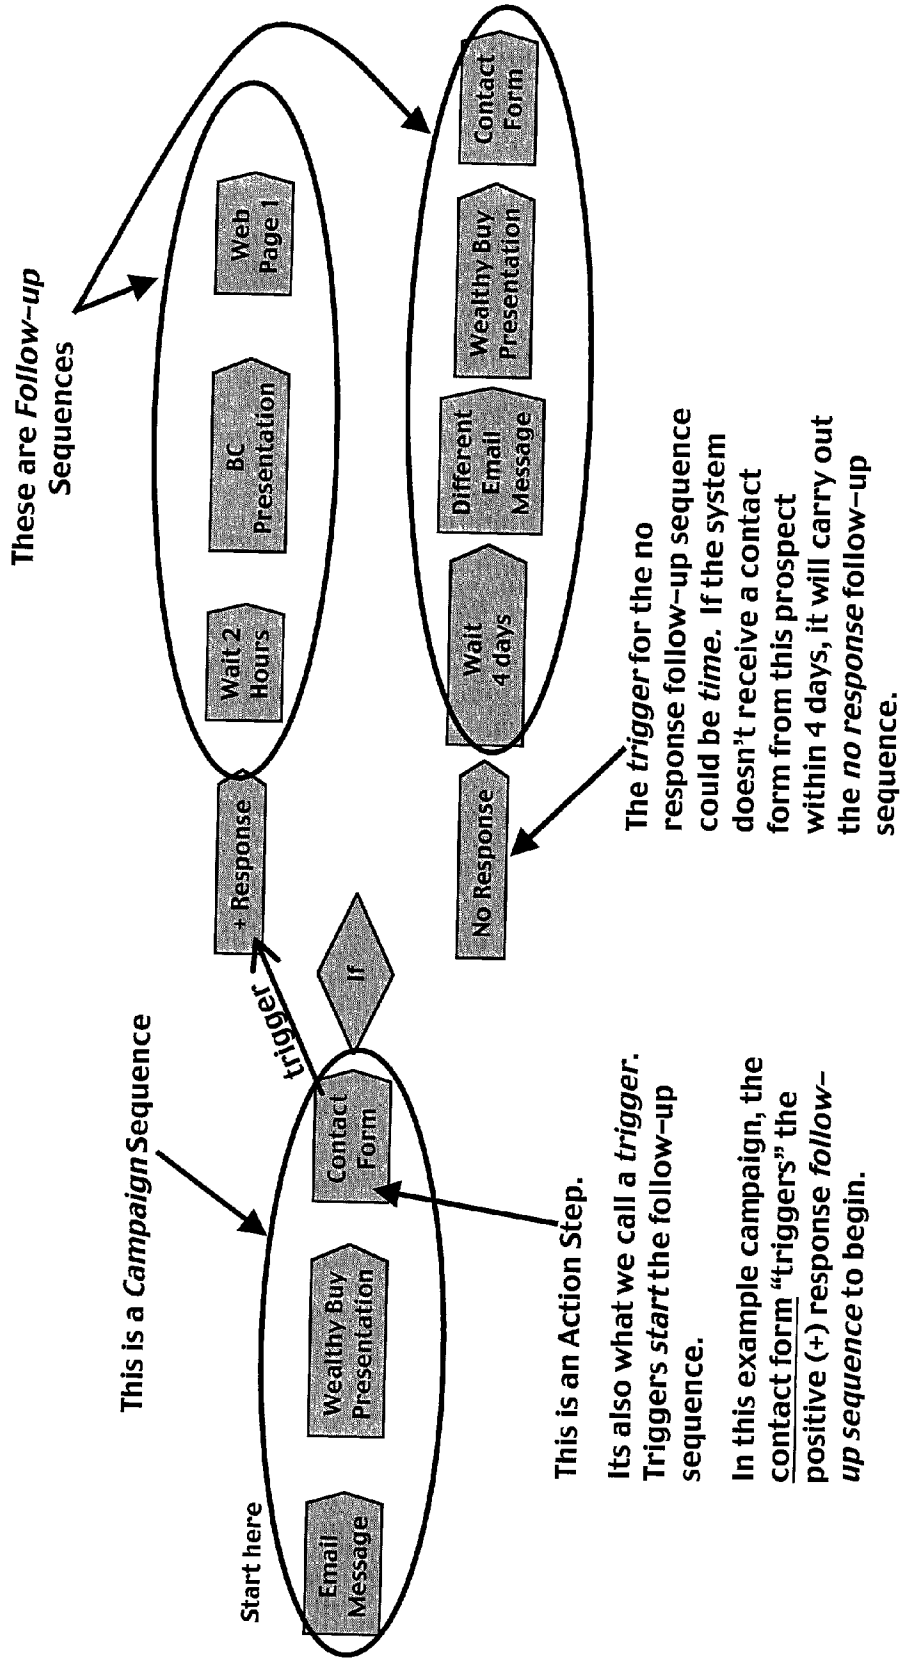 These are Follow-up
Sequences
This is a Campaign Sequence
Start here
Email
Message
Wealthy Buy
Presentation
Contact
Form
trigger
If
+ Response
Wait 2
Hours
BC
Presentation
Web
Page 1
No Response
Wait
4 days
Different
Email
Message
Wealthy Buy
Presentation
Contact
Form
This is an Action Step.
Its also what we call a trigger.
Triggers start the follow-up
sequence.
In this example campaign, the
contact form "triggers" the
positive (+) response follow-
up sequence to begin.
The trigger for the no
response follow-up sequence
could be time. If the system
doesn't receive a contact
form from this prospect
within 4 days, it will carry out
the no response follow-up
sequence.